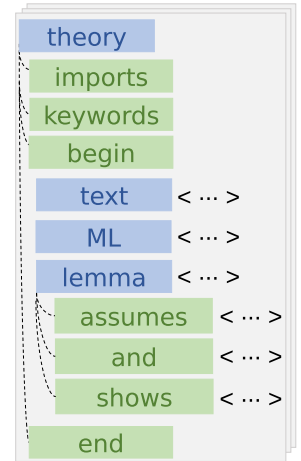 theory
imports
keywords
begin
text < ··· >
ML < ··· >
lemma < ··· >
assumes < ··· >
and < ··· >
shows < ··· >
end